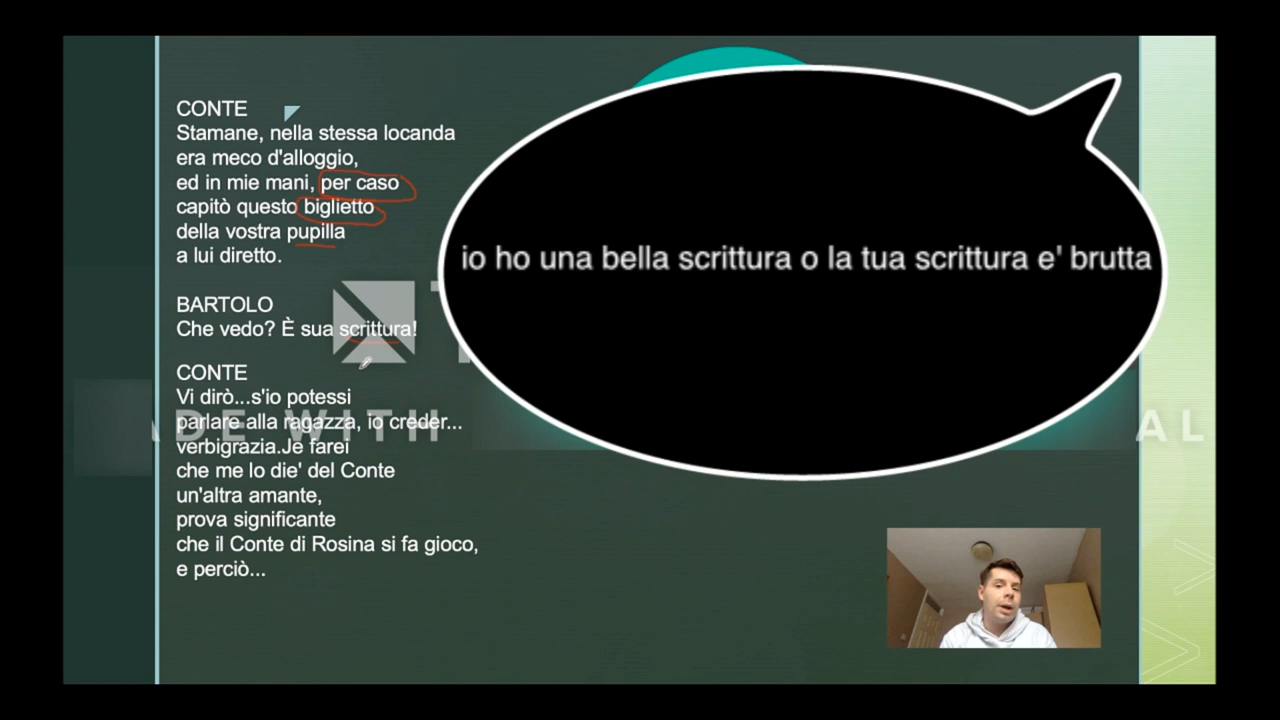 CONTE
Stamane, nella stessa locanda
era meco d'alloggio,
ed in mie mani, per caso
capitò questo biglietto
della vostra pupilla
a lui diretto.
BARTOLO
Che vedo? È sua scrittura!
CONTE
Vi dirò...s'io potessi
parlare alla ragazza, io creder...
verbigrazia.Je farei
che me lo die' del Conte
un'altra amante,
prova significante
che il Conte di Rosina si fa gioco,
e perciò...
io ho una bella scrittura o la tua scrittura e' brutta
WITH